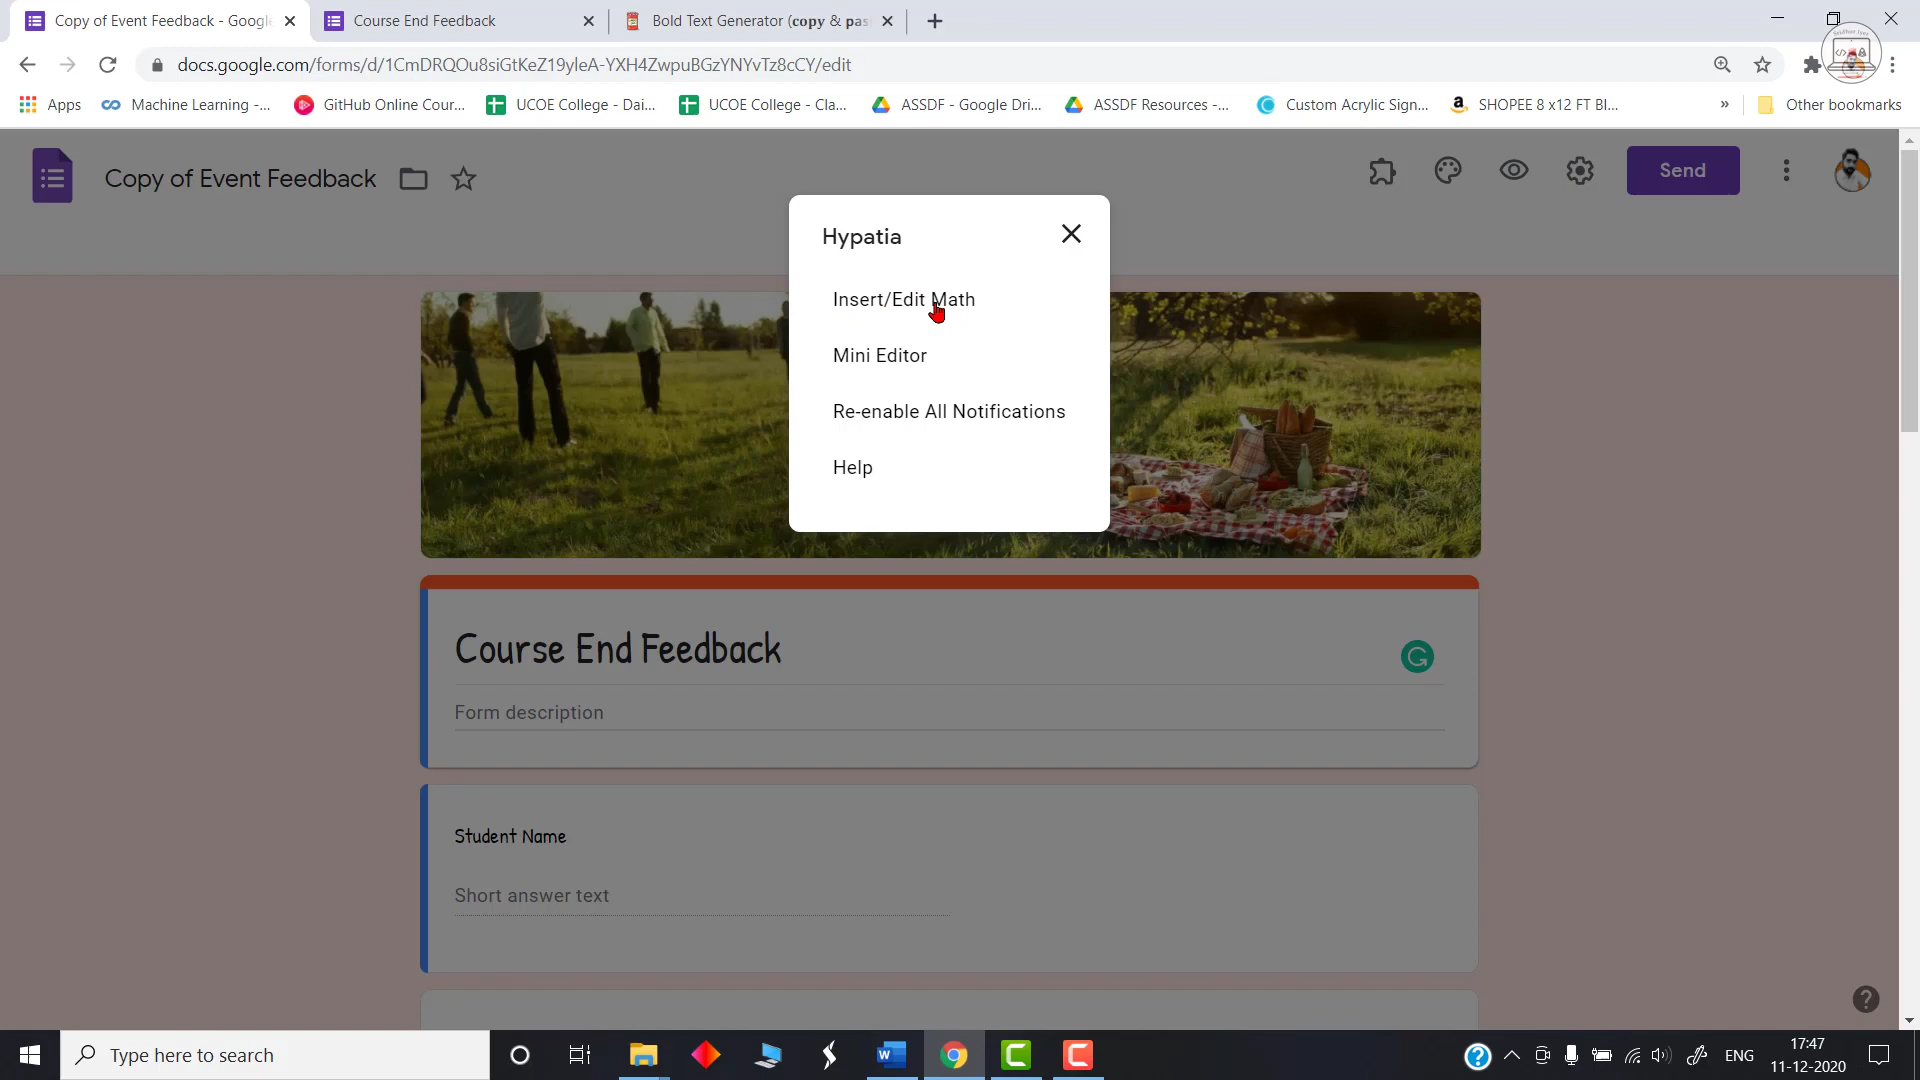 Copy of Event Feedback - Google
Course End Feedback
Bold Text Generator (copy & pas
docs.google.com/forms/d/1CmDRQOu8siGtKeZ19yleA-YXH4ZwpuBGzYNYvTz8cCY/edit
Apps
Machine Learning -...
GitHub Online Cour...
UCOE College - Dai...
UCOE College - Cla...
ASSDF - Google Dri...
ASSDF Resources -...
Custom Acrylic Sign...
SHOPEE 8 x12 FT Bl...
»
Other bookmarks
Copy of Event Feedback
Send
Hypatia
Insert/Edit Math
Mini Editor
Re-enable All Notifications
Help
Course End Feedback
Form description
Student Name
Short answer text
Type here to search
ENG
17:47
11-12-2020